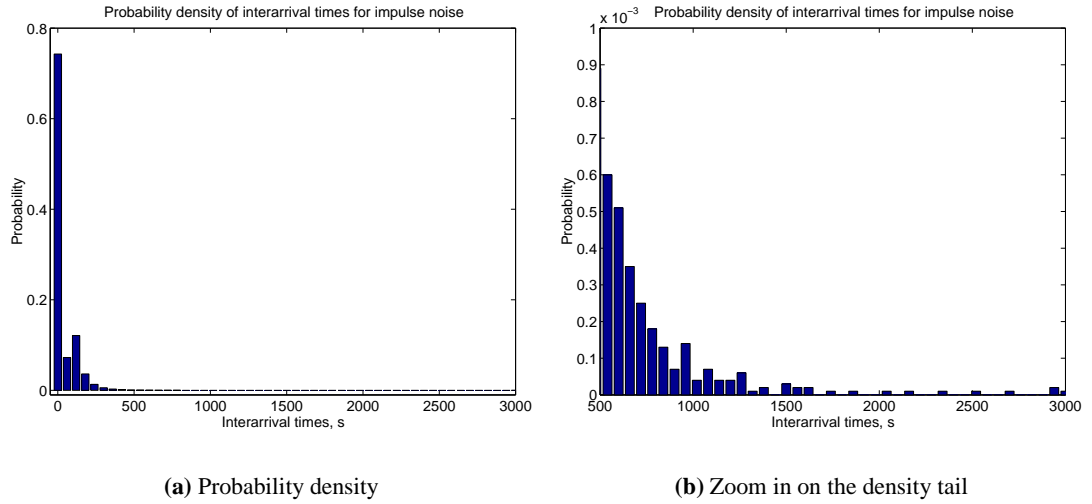 Probability density of interarrival times for impulse noise
0.8
0.6
0.4
0.2
0
Probability
0 500 1000 1500 2000 2500 3000
Interarrival times, s
(a) Probability density
Probability density of interarrival times for impulse noise
x 10⁻³
1
0.9
0.8
0.7
0.6
0.5
0.4
0.3
0.2
0.1
0
Probability
500 1000 1500 2000 2500 3000
Interarrival times, s
(b) Zoom in on the density tail